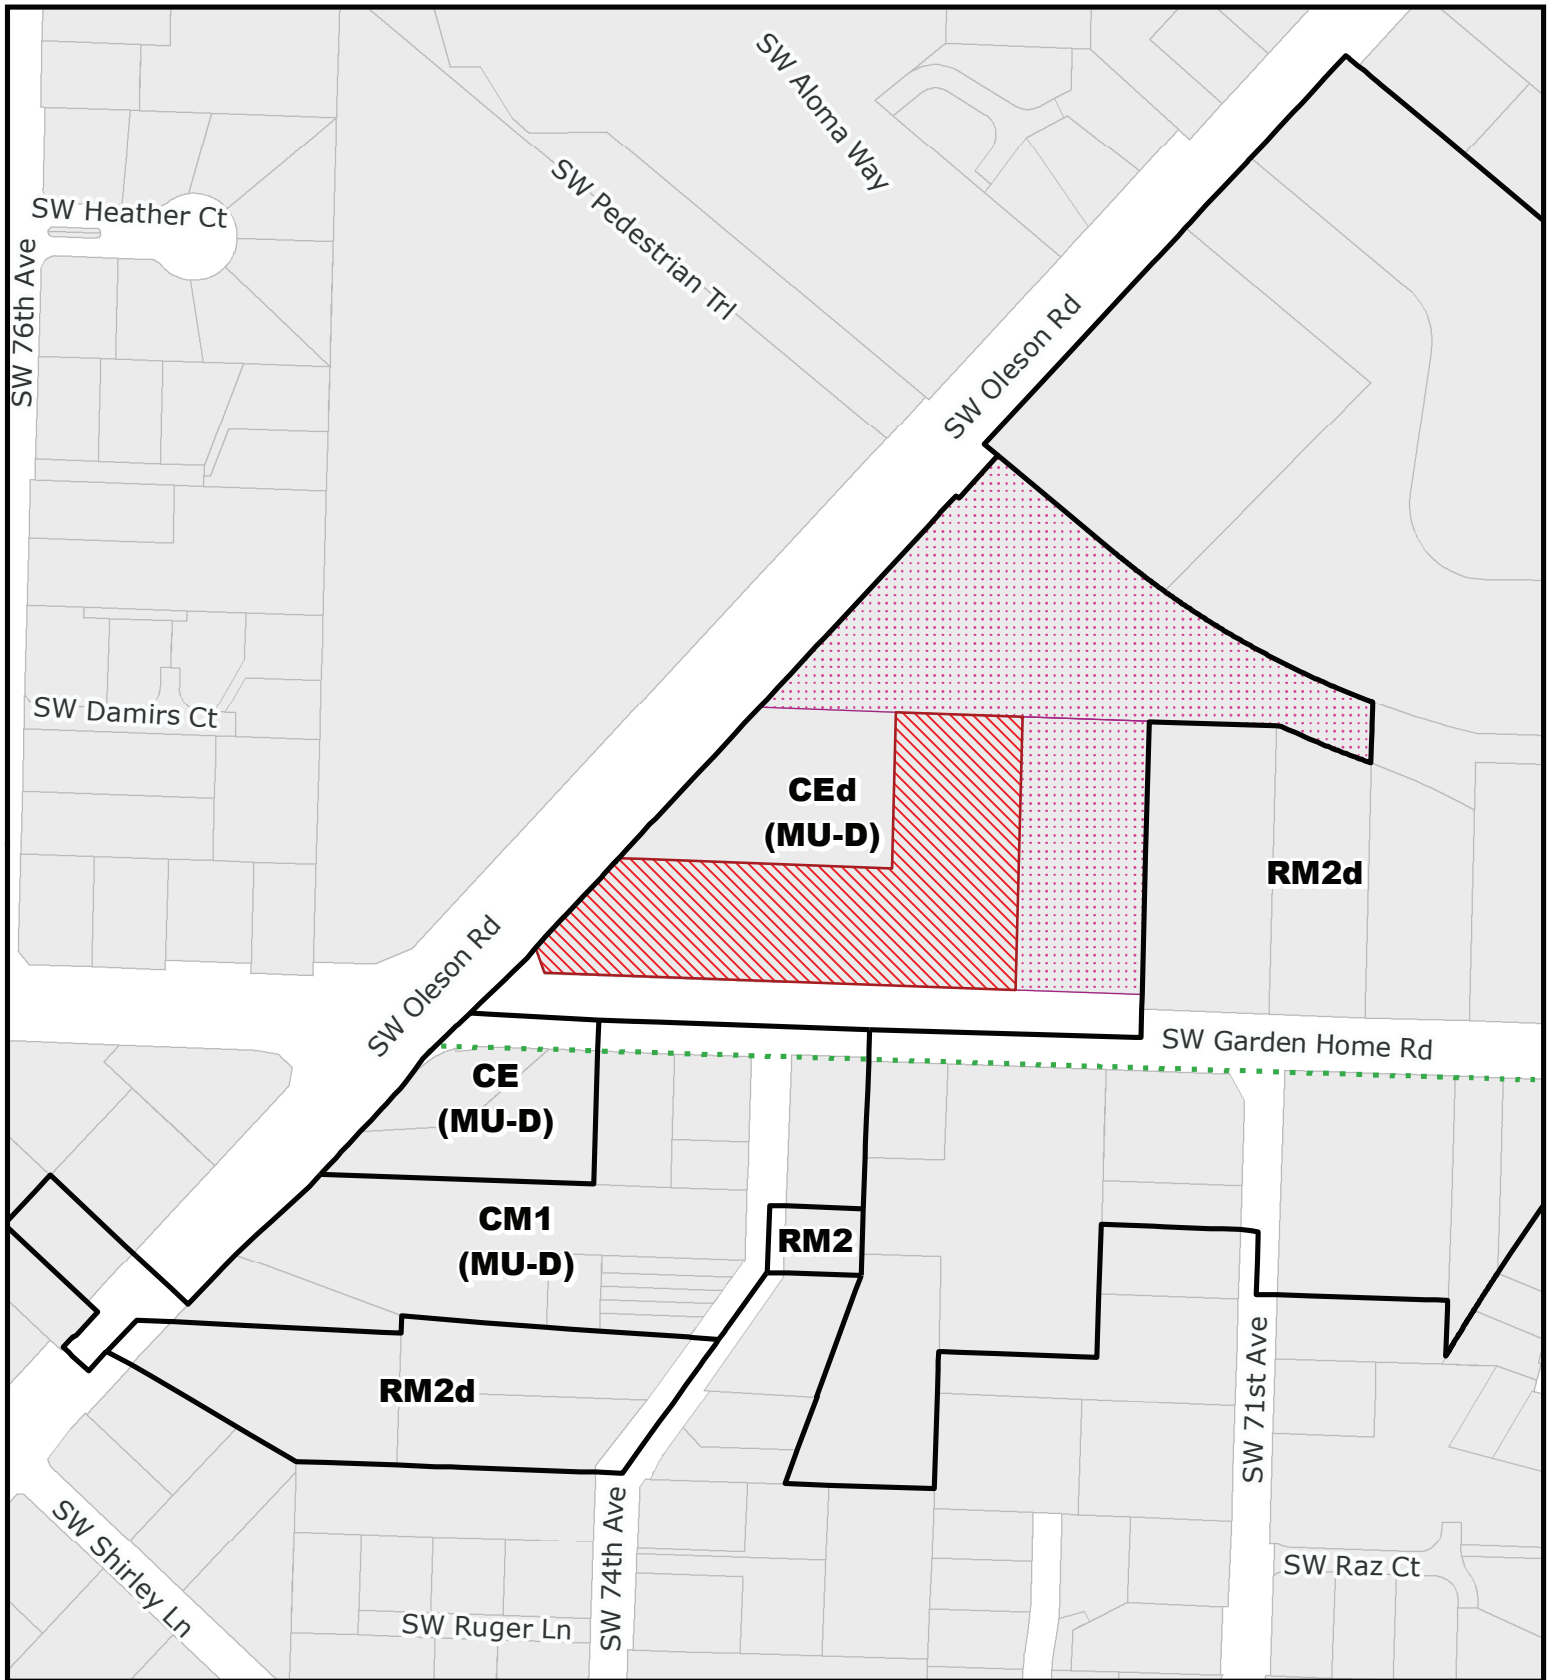 SW Aloma Way
SW Pedestrian Trl
SW Heather Ct
SW 76th Ave
SW Oleson Rd
SW Damirs Ct
CEd
(MU-D)
RM2d
SW Oleson Rd
SW Garden Home Rd
CE
(MU-D)
CM1
(MU-D)
RM2
RM2d
SW 71st Ave
SW Shirley Ln
SW 74th Ave
SW Raz Ct
SW Ruger Ln